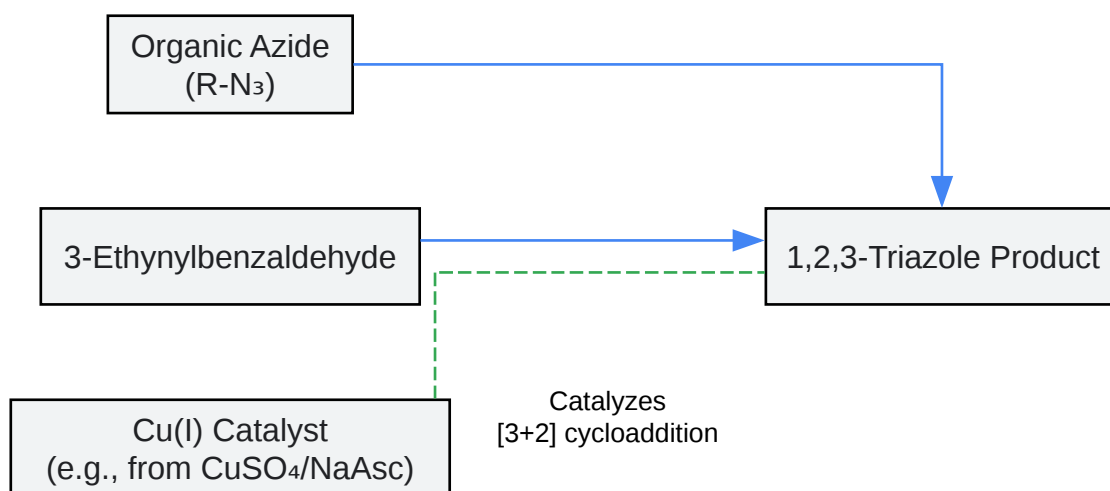 Organic Azide
(R-N₃)
3-Ethynylbenzaldehyde
1,2,3-Triazole Product
Catalyzes
[3+2] cycloaddition
Cu(I) Catalyst
(e.g., from CuSO₄/NaAsc)